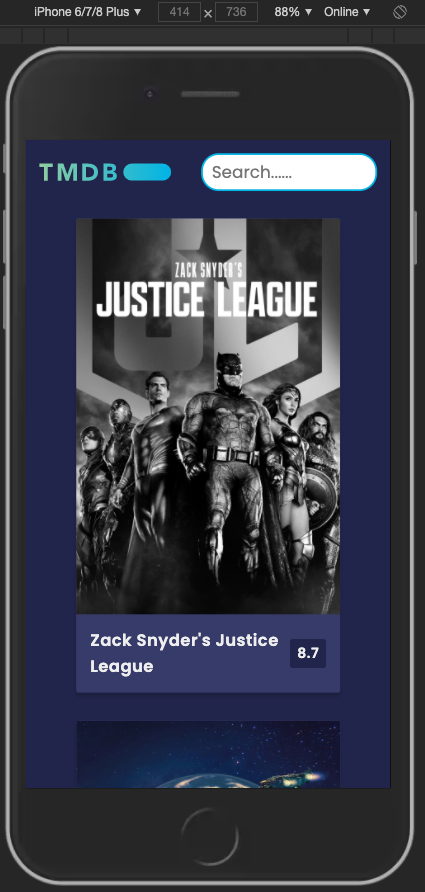 iPhone 6/7/8 Plus ▼ 414 × 736 88% ▼ Online ▼
TMDB Search......
ZACK SNYDER'S
JUSTICE LEAGUE
Zack Snyder's Justice
League
8.7